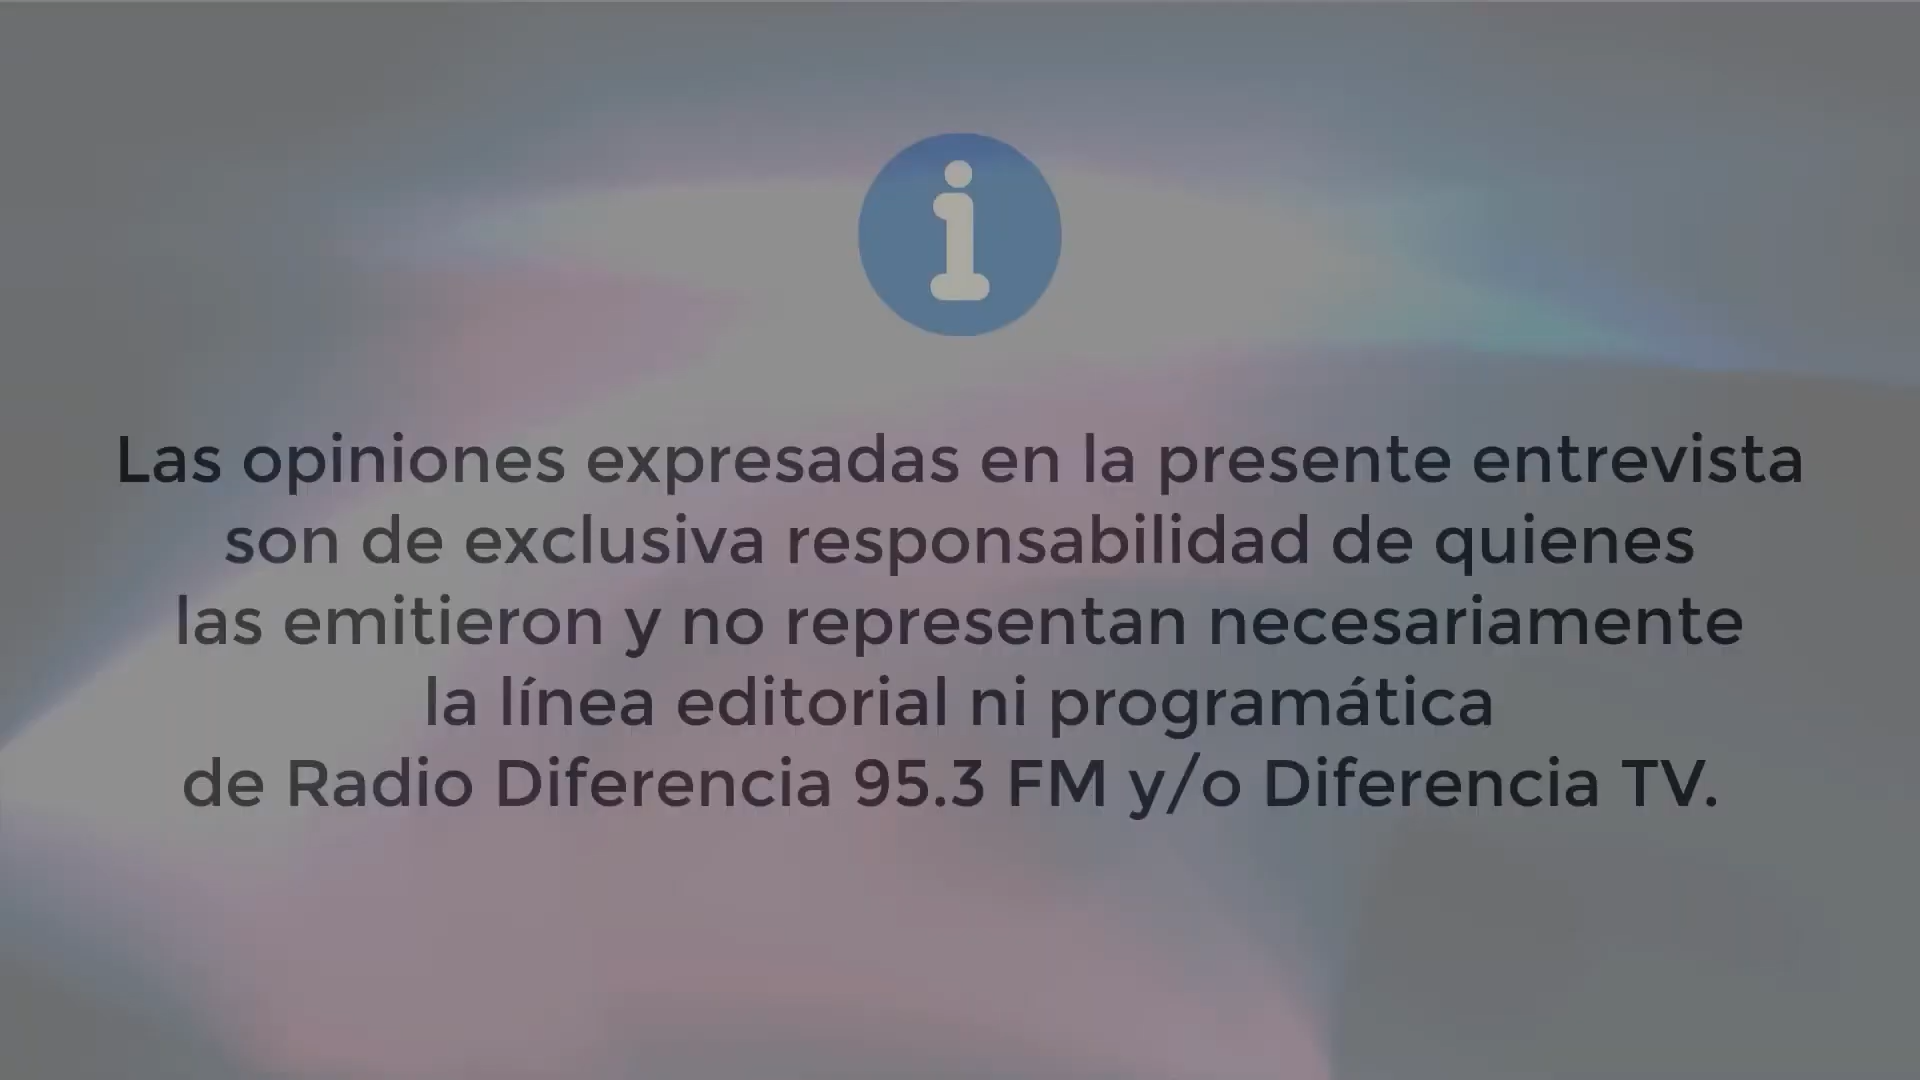 Las opiniones expresadas en la presente entrevista
son de exclusiva responsabilidad de quienes
las emitieron y no representan necesariamente
la línea editorial ni programática
de Radio Diferencia 95.3 FM y/o Diferencia TV.